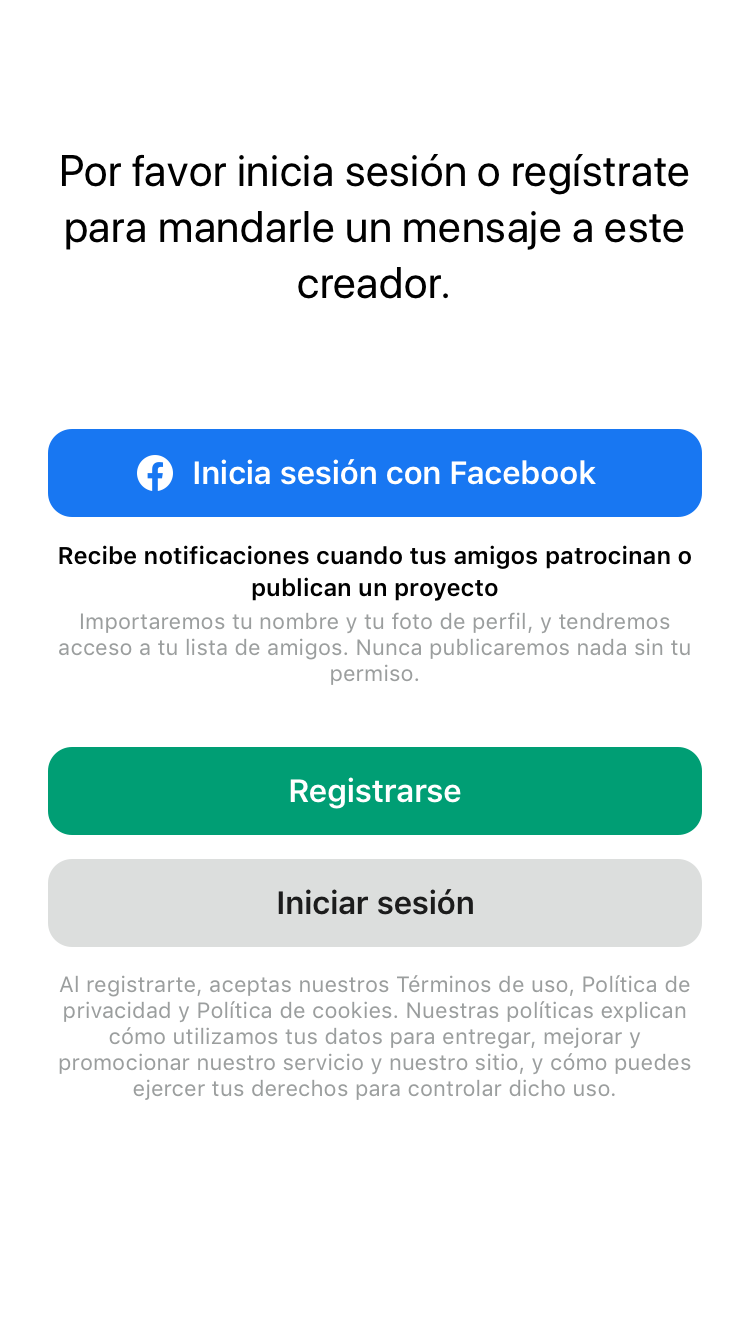 Por favor inicia sesión o regístrate
para mandarle un mensaje a este
creador.
Inicia sesión con Facebook
Recibe notificaciones cuando tus amigos patrocinan o
publican un proyecto
Importaremos tu nombre y tu foto de perfil, y tendremos
acceso a tu lista de amigos. Nunca publicaremos nada sin tu
permiso.
Registrarse
Iniciar sesión
Al registrarte, aceptas nuestros Términos de uso, Política de
privacidad y Política de cookies. Nuestras políticas explican
cómo utilizamos tus datos para entregar, mejorar y
promocionar nuestro servicio y nuestro sitio, y cómo puedes
ejercer tus derechos para controlar dicho uso.